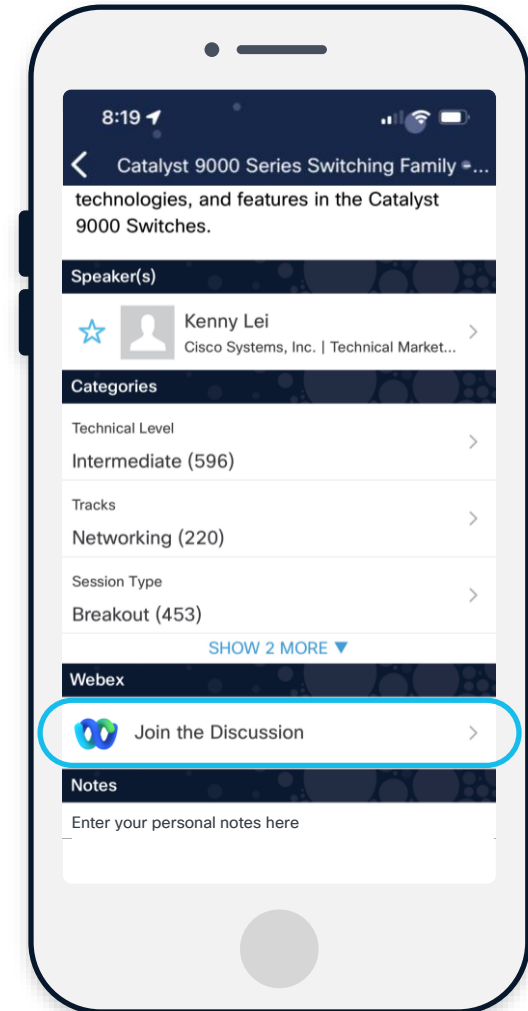 8:19
Catalyst 9000 Series Switching Family -...
technologies, and features in the Catalyst
9000 Switches.
Speaker(s)
Kenny Lei
Cisco Systems, Inc. | Technical Market...
Categories
Technical Level
Intermediate (596)
Tracks
Networking (220)
Session Type
Breakout (453)
SHOW 2 MORE ▼
Webex
Join the Discussion
Notes
Enter your personal notes here